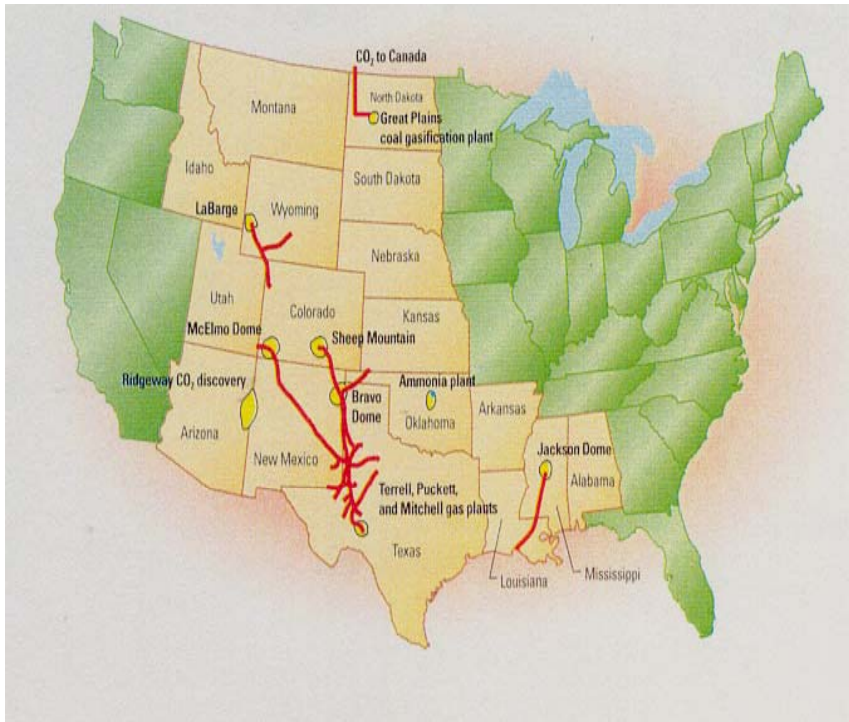 CO₂ to Canada
North Dakota
Montana
Great Plains
coal gasification plant
Idaho
South Dakota
LaBarge
Wyoming
Nebraska
Utah
Colorado
Kansas
McElmo Dome
Sheep Mountain
Ridgeway CO₂ discovery
Bravo
Dome
Ammonia plant
Oklahoma
Arkansas
Arizona
New Mexico
Jackson Dome
Alabama
Terrell, Puckett,
and Mitchell gas plants
Texas
Louisiana
Mississippi